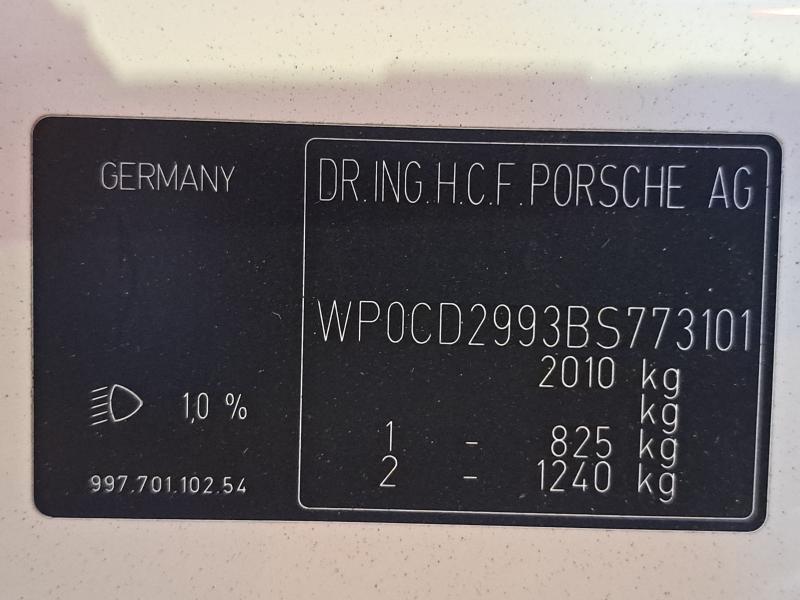 GERMANY
DR.ING.H.C.F.PORSCHE AG
WP0CD2993BS773101
2010 kg
kg
1 - 825 kg
2 - 1240 kg
1,0 %
997.701.102.54